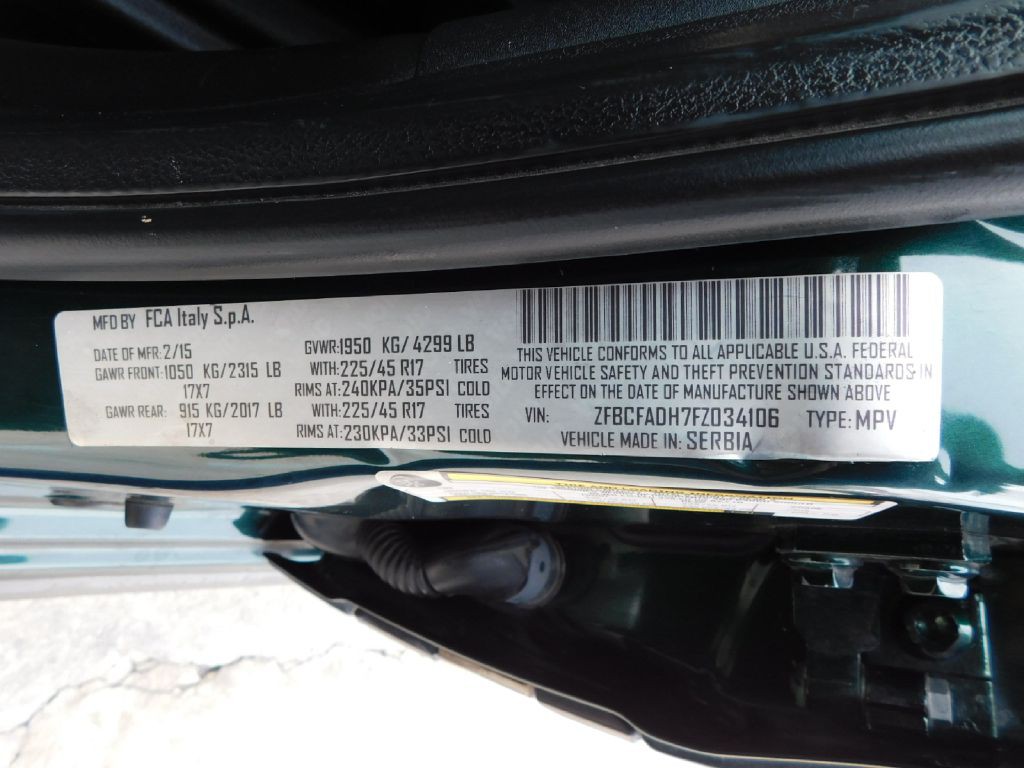 MFD BY FCA Italy S.p.A.
DATE OF MFR: 2/15 GVWR: 1950 KG/ 4299 LB
GAWR FRONT: 1050 KG/2315 LB WITH: 225/45 R17 TIRES
17X7 RIMS AT: 240KPA/35PSI COLD
GAWR REAR: 915 KG/2017 LB WITH: 225/45 R17 TIRES
17X7 RIMS AT: 230KPA/33PSI COLD
THIS VEHICLE CONFORMS TO ALL APPLICABLE U.S.A. FEDERAL
MOTOR VEHICLE SAFETY AND THEFT PREVENTION STANDARDS IN
EFFECT ON THE DATE OF MANUFACTURE SHOWN ABOVE.
VIN: ZFBCFADH7FZ034106 TYPE: MPV
VEHICLE MADE IN SERBIA
TIRE AND LOADING INFORMATION